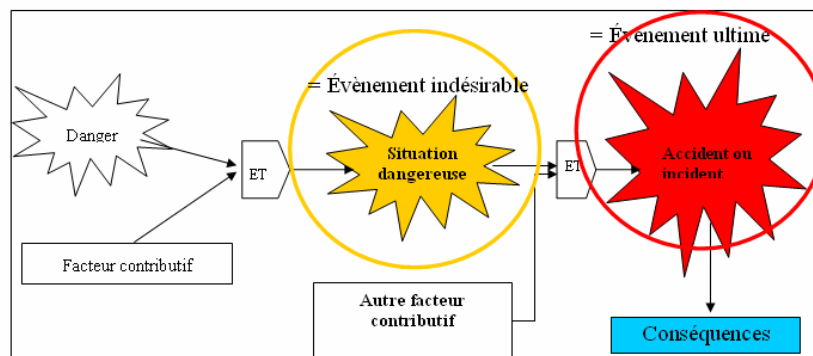 = Évènement ultime
= Évènement indésirable
Danger
ET
Situation
dangereuse
ET
Accident ou
incident
Facteur contributif
Autre facteur
contributif
Conséquences